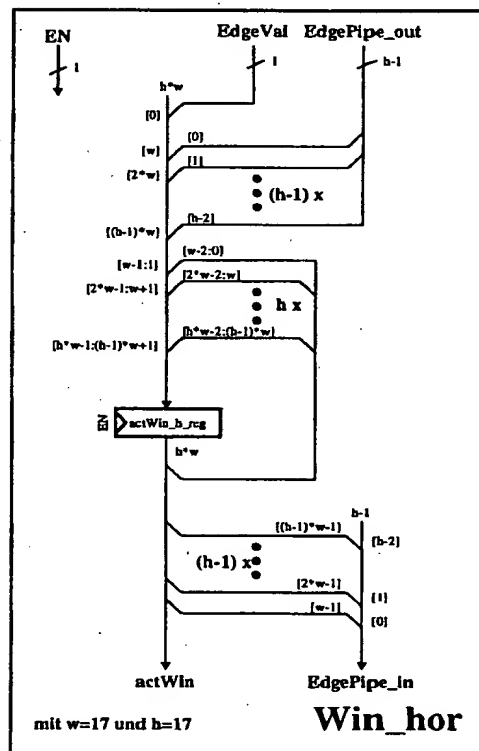 EN EdgeVal EdgePipe_out
1 1 h-1
h*w
[0]
[w] [0]
[2*w] [1]
(h-1) x
[(h-1)*w] [h-2]
[w-1:1] [w-2:0]
[2*w-1:w+1] [2*w-2:w]
h x
[h*w-1:(h-1)*w+1] [h*w-2:(h-1)*w]
EN actWin_h_reg
h*w
h-1
[(h-1)*w-1] [h-2]
(h-1) x
[2*w-1] [1]
[w-1] [0]
actWin EdgePipe_in
mit w=17 und h=17 Win_hor